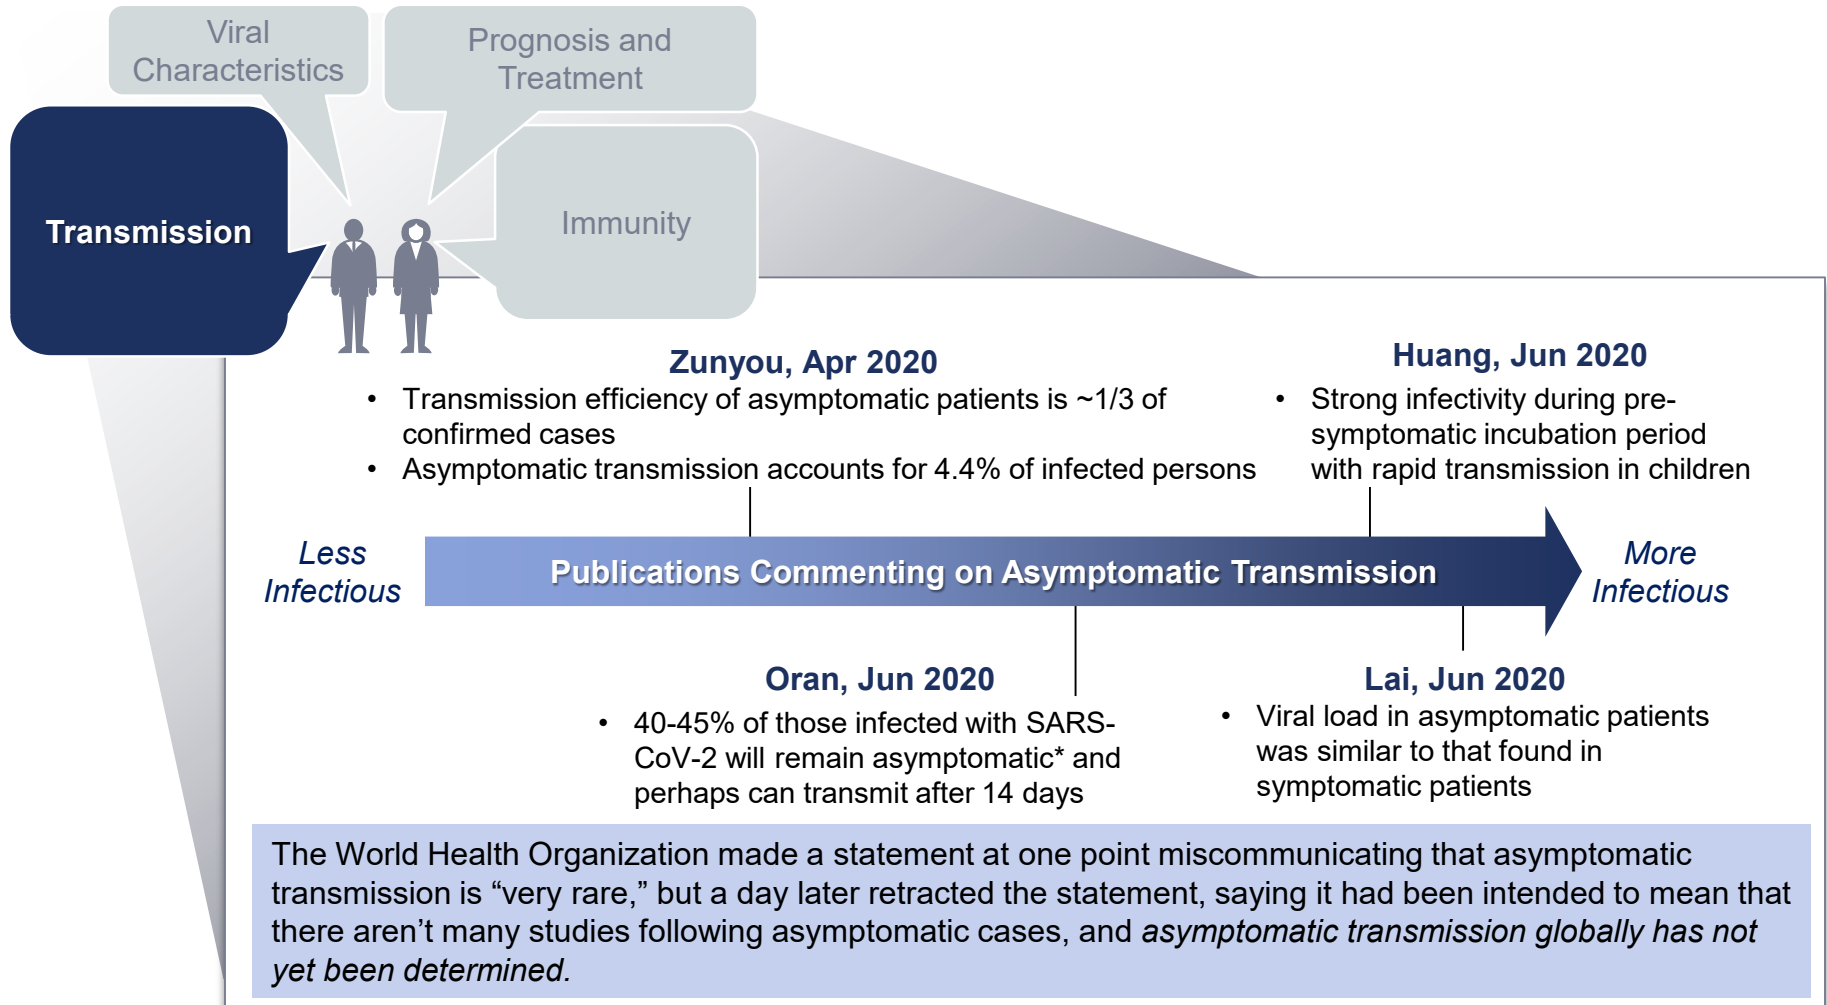 Viral
Characteristics
Prognosis and
Treatment
Transmission
Immunity
Zunyou, Apr 2020
• Transmission efficiency of asymptomatic patients is ~1/3 of
confirmed cases
• Asymptomatic transmission accounts for 4.4% of infected persons
Huang, Jun 2020
• Strong infectivity during pre-
symptomatic incubation period
with rapid transmission in children
Less
Infectious
Publications Commenting on Asymptomatic Transmission
More
Infectious
Oran, Jun 2020
• 40-45% of those infected with SARS-
CoV-2 will remain asymptomatic* and
perhaps can transmit after 14 days
Lai, Jun 2020
• Viral load in asymptomatic patients
was similar to that found in
symptomatic patients
The World Health Organization made a statement at one point miscommunicating that asymptomatic
transmission is “very rare,” but a day later retracted the statement, saying it had been intended to mean that
there aren’t many studies following asymptomatic cases, and asymptomatic transmission globally has not
yet been determined.